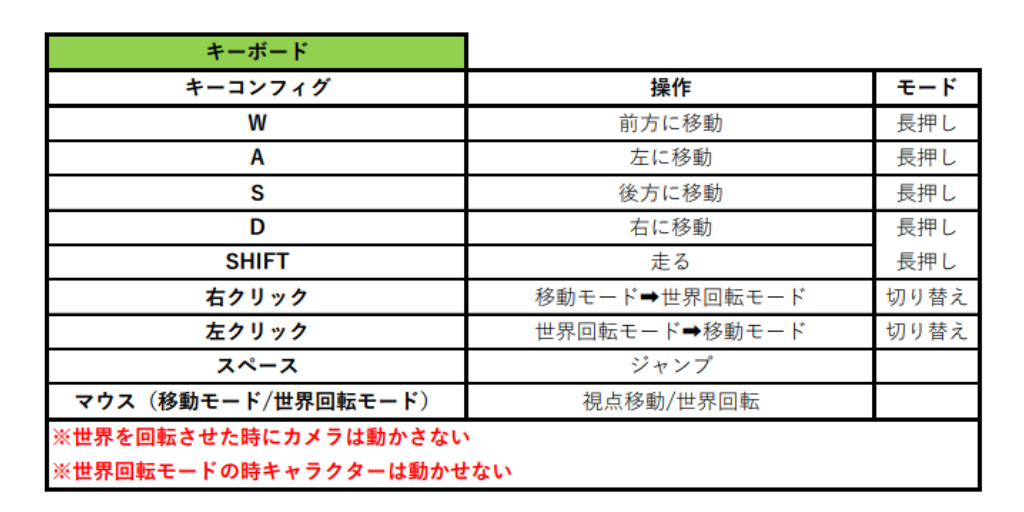 キーボード
キーコンフィグ 操作 モード
W 前方に移動 長押し
A 左に移動 長押し
S 後方に移動 長押し
D 右に移動 長押し
SHIFT 走る 長押し
右クリック 移動モード➡世界回転モード 切り替え
左クリック 世界回転モード➡移動モード 切り替え
スペース ジャンプ
マウス（移動モード/世界回転モード） 視点移動/世界回転
※世界を回転させた時にカメラは動かさない
※世界回転モードの時キャラクターは動かせない